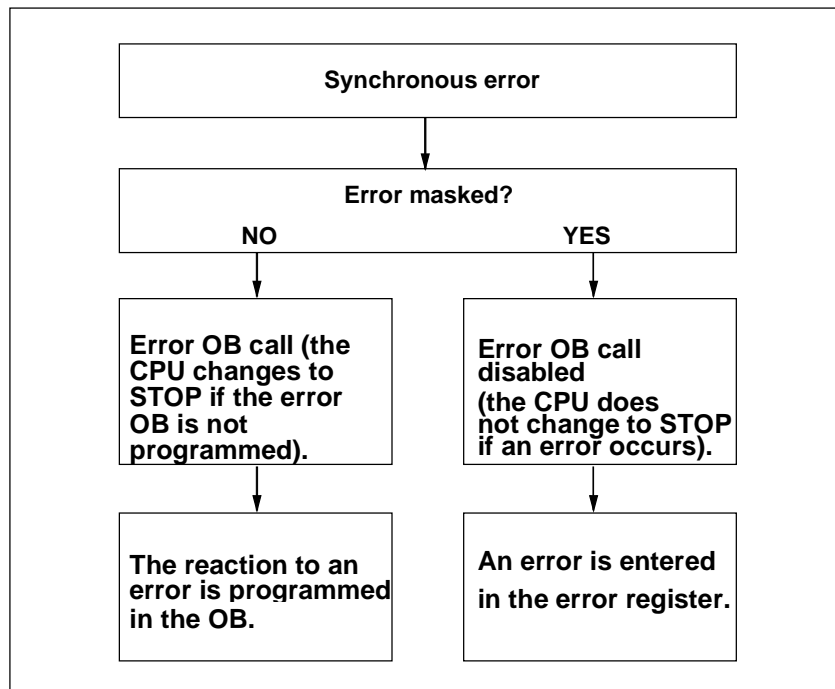 Synchronous error
Error masked?
NO
YES
Error OB call (the
CPU changes to
STOP if the error
OB is not
programmed).
Error OB call
disabled
(the CPU does
not change to STOP
if an error occurs).
The reaction to an
error is programmed
in the OB.
An error is entered
in the error register.